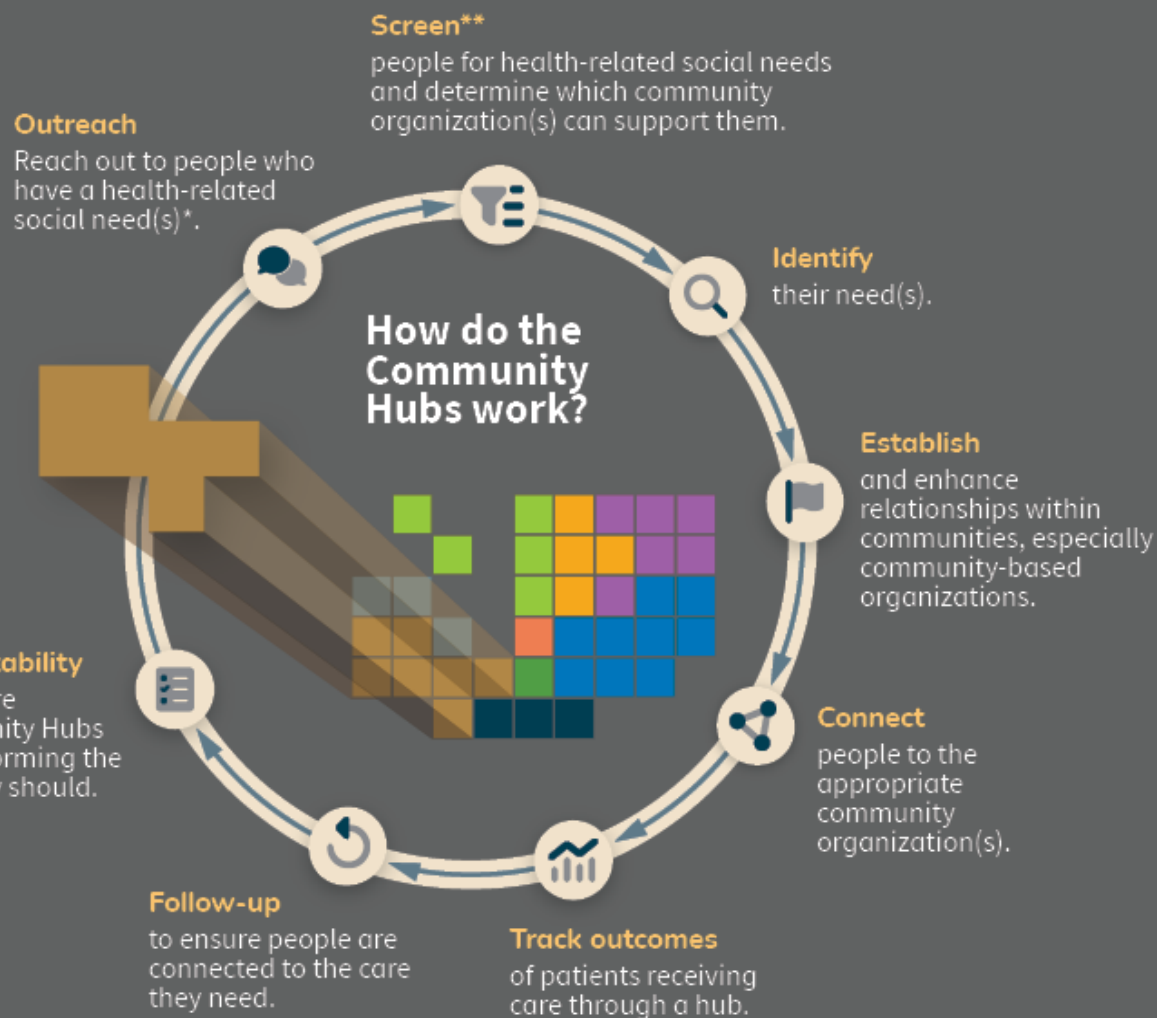 Screen**
people for health-related social needs
and determine which community
organization(s) can support them.
Outreach
Reach out to people who
have a health-related
social need(s)*.
Identify
their need(s).
How do the
Community
Hubs work?
Establish
and enhance
relationships within
communities, especially
community-based
organizations.
Connect
people to the
appropriate
community
organization(s).
Track outcomes
of patients receiving
care through a hub.
Follow-up
to ensure people are
connected to the care
they need.
Hubs
the
should.